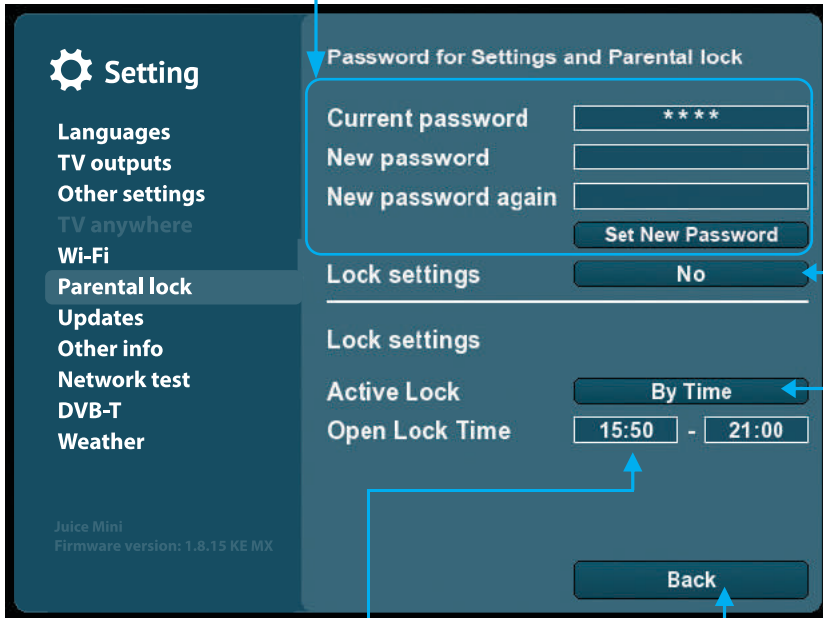 Setting
Languages
TV outputs
Other settings
TV anywhere
Wi-Fi
Parental lock
Updates
Other info
Network test
DVB-T
Weather
Juice Mini
Firmware version: 1.8.15 KE MX
Password for Settings and Parental lock
Current password ****
New password
New password again
Set New Password
Lock settings No
Lock settings
Active Lock By Time
Open Lock Time 15:50 - 21:00
Back